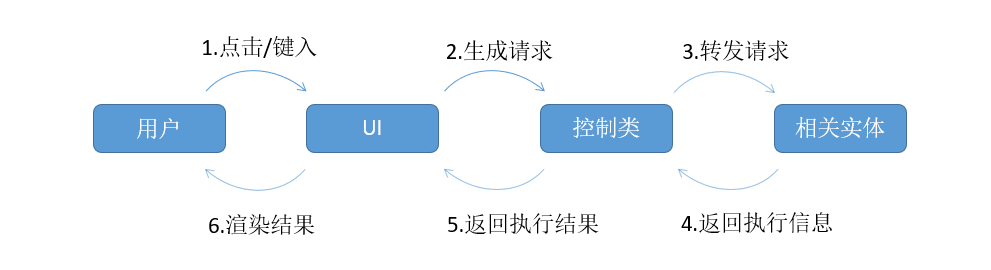 1.点击/键入
2.生成请求
3.转发请求
用户
UI
控制类
相关实体
6.渲染结果
5.返回执行结果
4.返回执行信息